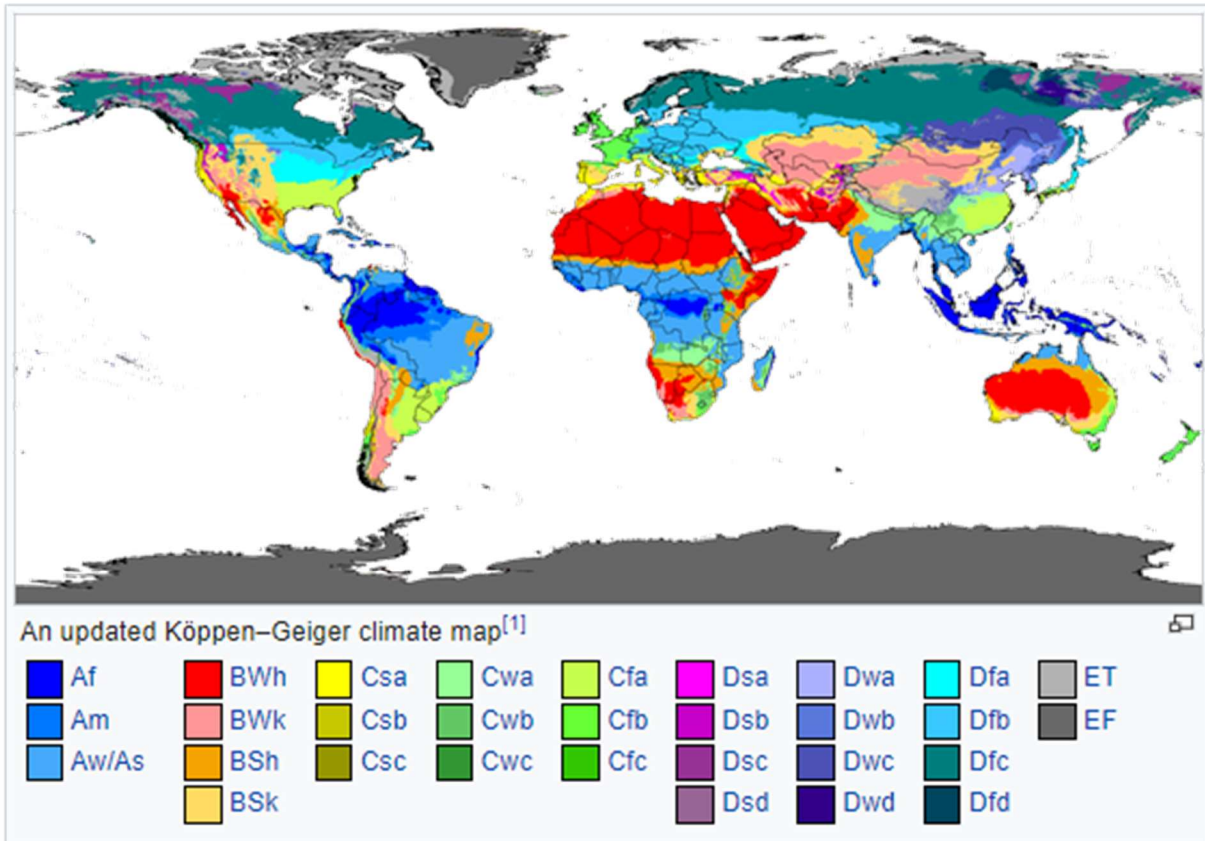 An updated Köppen–Geiger climate map[1]
Af BWh Csa Cwa Cfa Dsa Dwa Dfa ET
Am BWk Csb Cwb Cfb Dsb Dwb Dfb EF
Aw/As BSh Csc Cwc Cfc Dsc Dwc Dfc
BSk Dsd Dwd Dfd